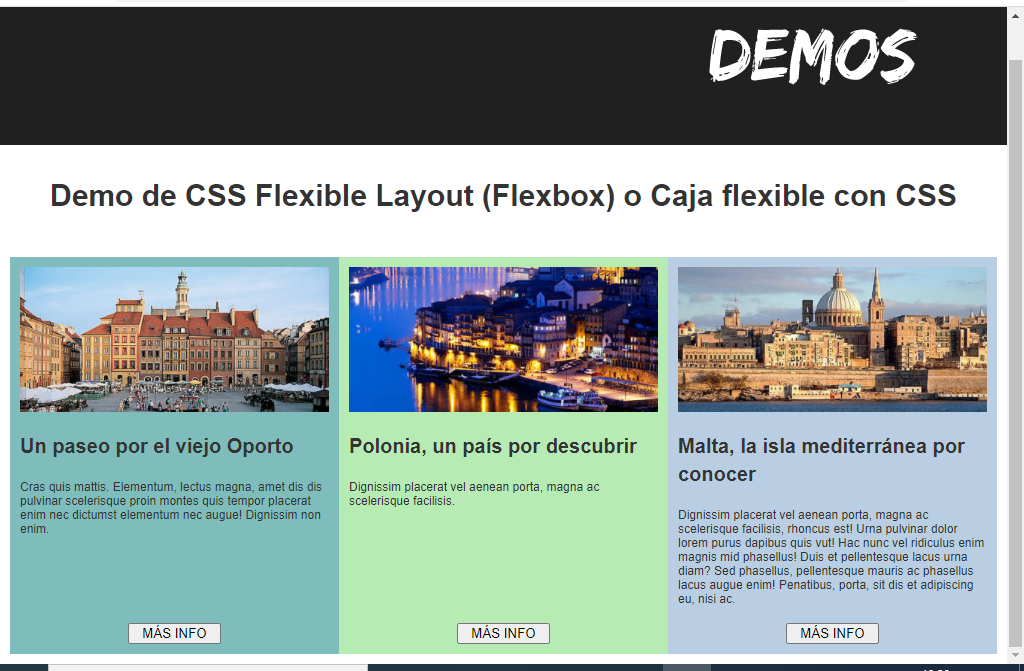 DEMOS
Demo de CSS Flexible Layout (Flexbox) o Caja flexible con CSS
Un paseo por el viejo Oporto
Cras quis mattis. Elementum, lectus magna, amet dis dis
pulvinar scelerisque proin montes quis tempor placerat
enim nec dictumst elementum nec augue! Dignissim non
enim.
MÁS INFO
Polonia, un país por descubrir
Dignissim placerat vel aenean porta, magna ac
scelerisque facilisis.
MÁS INFO
Malta, la isla mediterránea por
conocer
Dignissim placerat vel aenean porta, magna ac
scelerisque facilisis, rhoncus est! Urna pulvinar dolor
lorem purus dapibus quis vut! Hac nunc vel ridiculus enim
magnis mid phasellus! Duis et pellentesque lacus urna
diam? Sed phasellus, pellentesque mauris ac phasellus
lacus augue enim! Penatibus, porta, sit dis et adipiscing
eu, nisi ac.
MÁS INFO